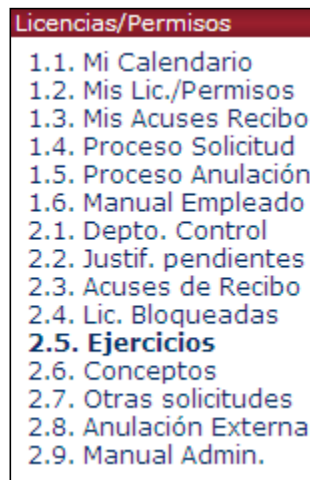 Licencias/Permisos
1.1. Mi Calendario
1.2. Mis Lic./Permisos
1.3. Mis Acuses Recibo
1.4. Proceso Solicitud
1.5. Proceso Anulación
1.6. Manual Empleado
2.1. Depto. Control
2.2. Justif. pendientes
2.3. Acuses de Recibo
2.4. Lic. Bloqueadas
2.5. Ejercicios
2.6. Conceptos
2.7. Otras solicitudes
2.8. Anulación Externa
2.9. Manual Admin.